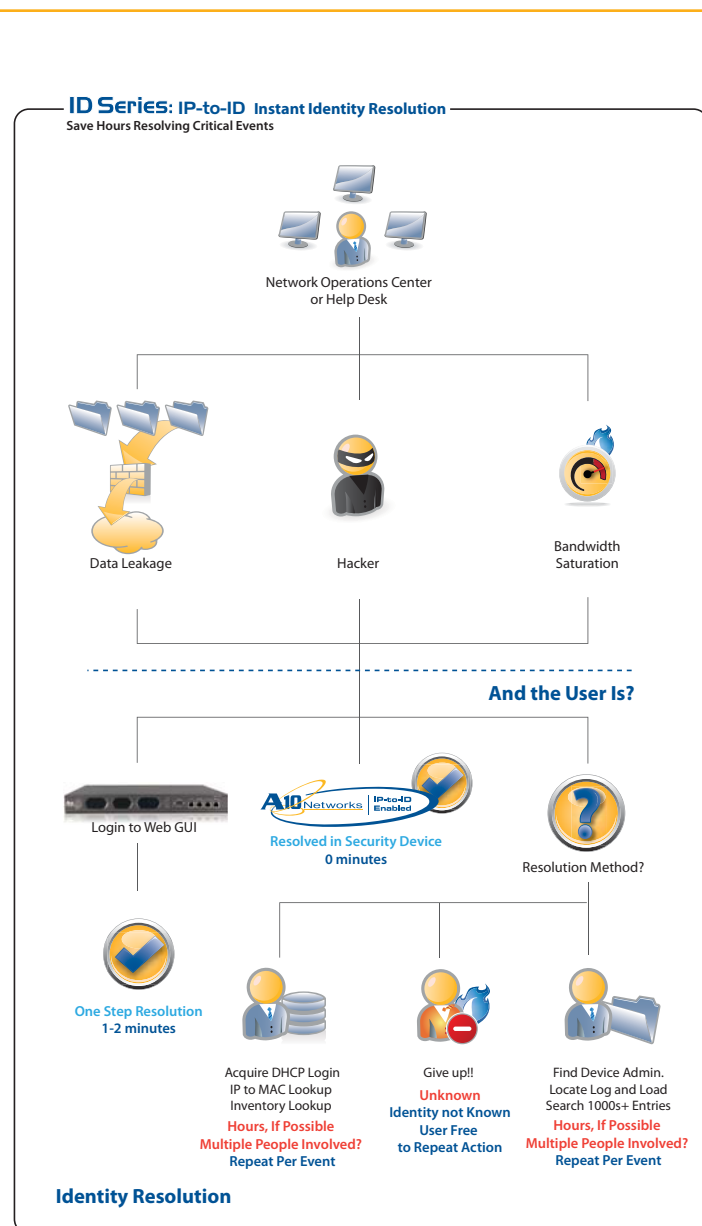 ID Series: IP-to-ID Instant Identity Resolution
Save Hours Resolving Critical Events
Network Operations Center
or Help Desk
Data Leakage
Hacker
Bandwidth
Saturation
And the User Is?
Login to Web GUI
A10 Networks
IP-to-ID
Enabled
Resolved in Security Device
0 minutes
Resolution Method?
One Step Resolution
1-2 minutes
Acquire DHCP Login
IP to MAC Lookup
Inventory Lookup
Hours, If Possible
Multiple People Involved?
Repeat Per Event
Give up!!
Unknown
Identity not Known
User Free
to Repeat Action
Find Device Admin.
Locate Log and Load
Search 1000s+ Entries
Hours, If Possible
Multiple People Involved?
Repeat Per Event
Identity Resolution